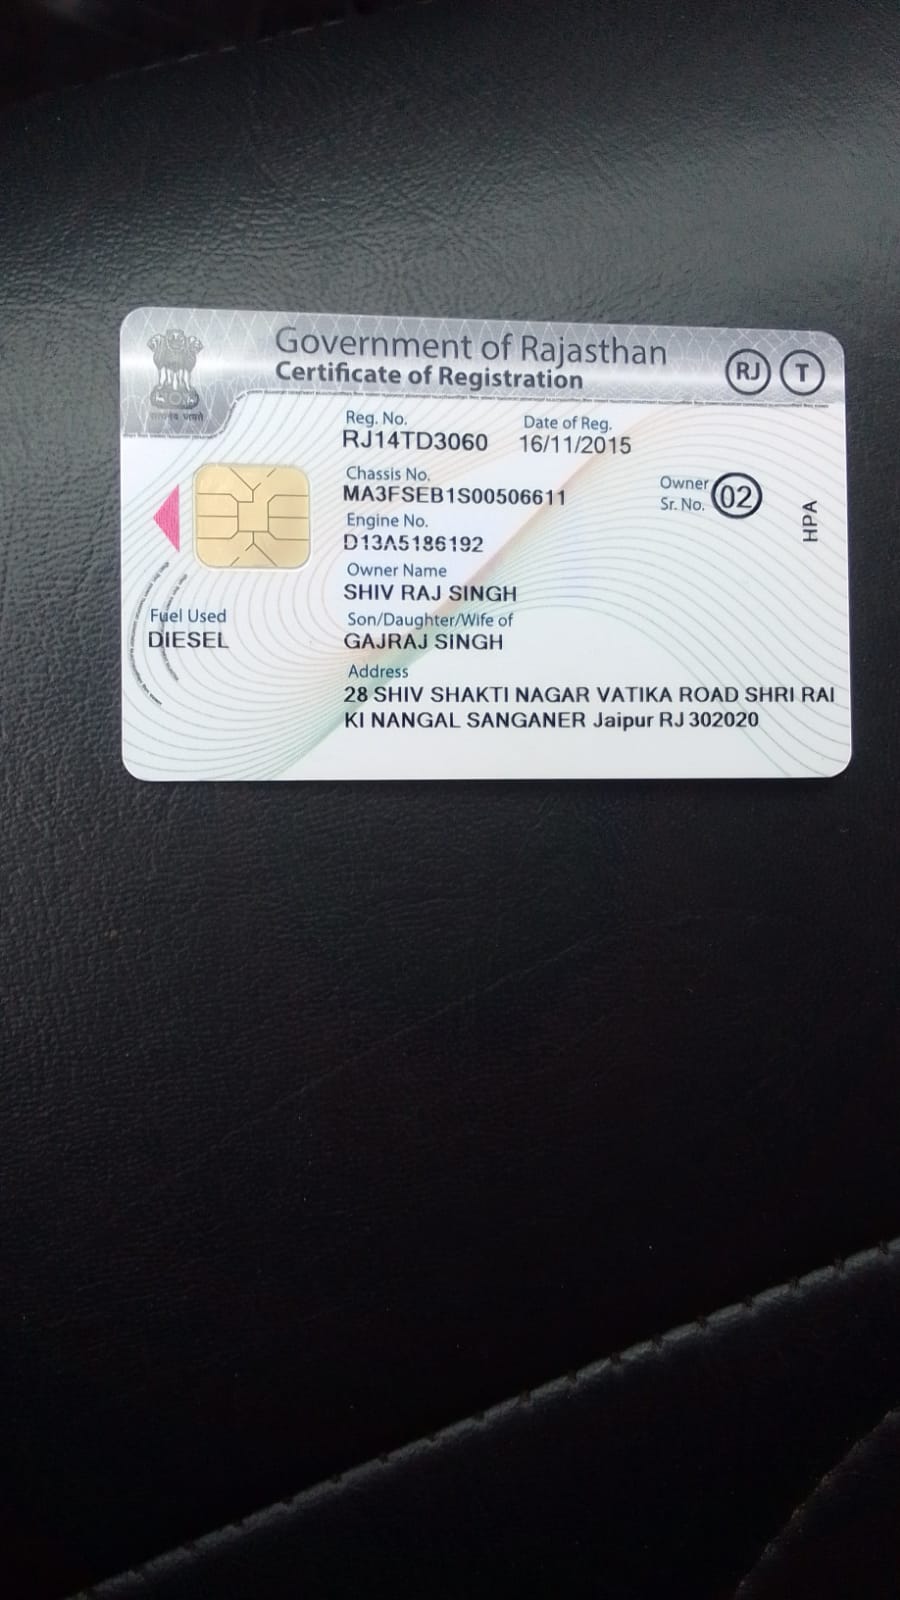 Government of Rajasthan
Certificate of Registration
RJ T
Reg. No. Date of Reg.
RJ14TD3060 16/11/2015
Chassis No.
MA3FSEB1S00506611
Owner
Sr. No. 02
HPA
Engine No.
D13A5186192
Owner Name
SHIV RAJ SINGH
Fuel Used
DIESEL
Son/Daughter/Wife of
GAJRAJ SINGH
Address
28 SHIV SHAKTI NAGAR VATIKA ROAD SHRI RAI
KI NANGAL SANGANER Jaipur RJ 302020